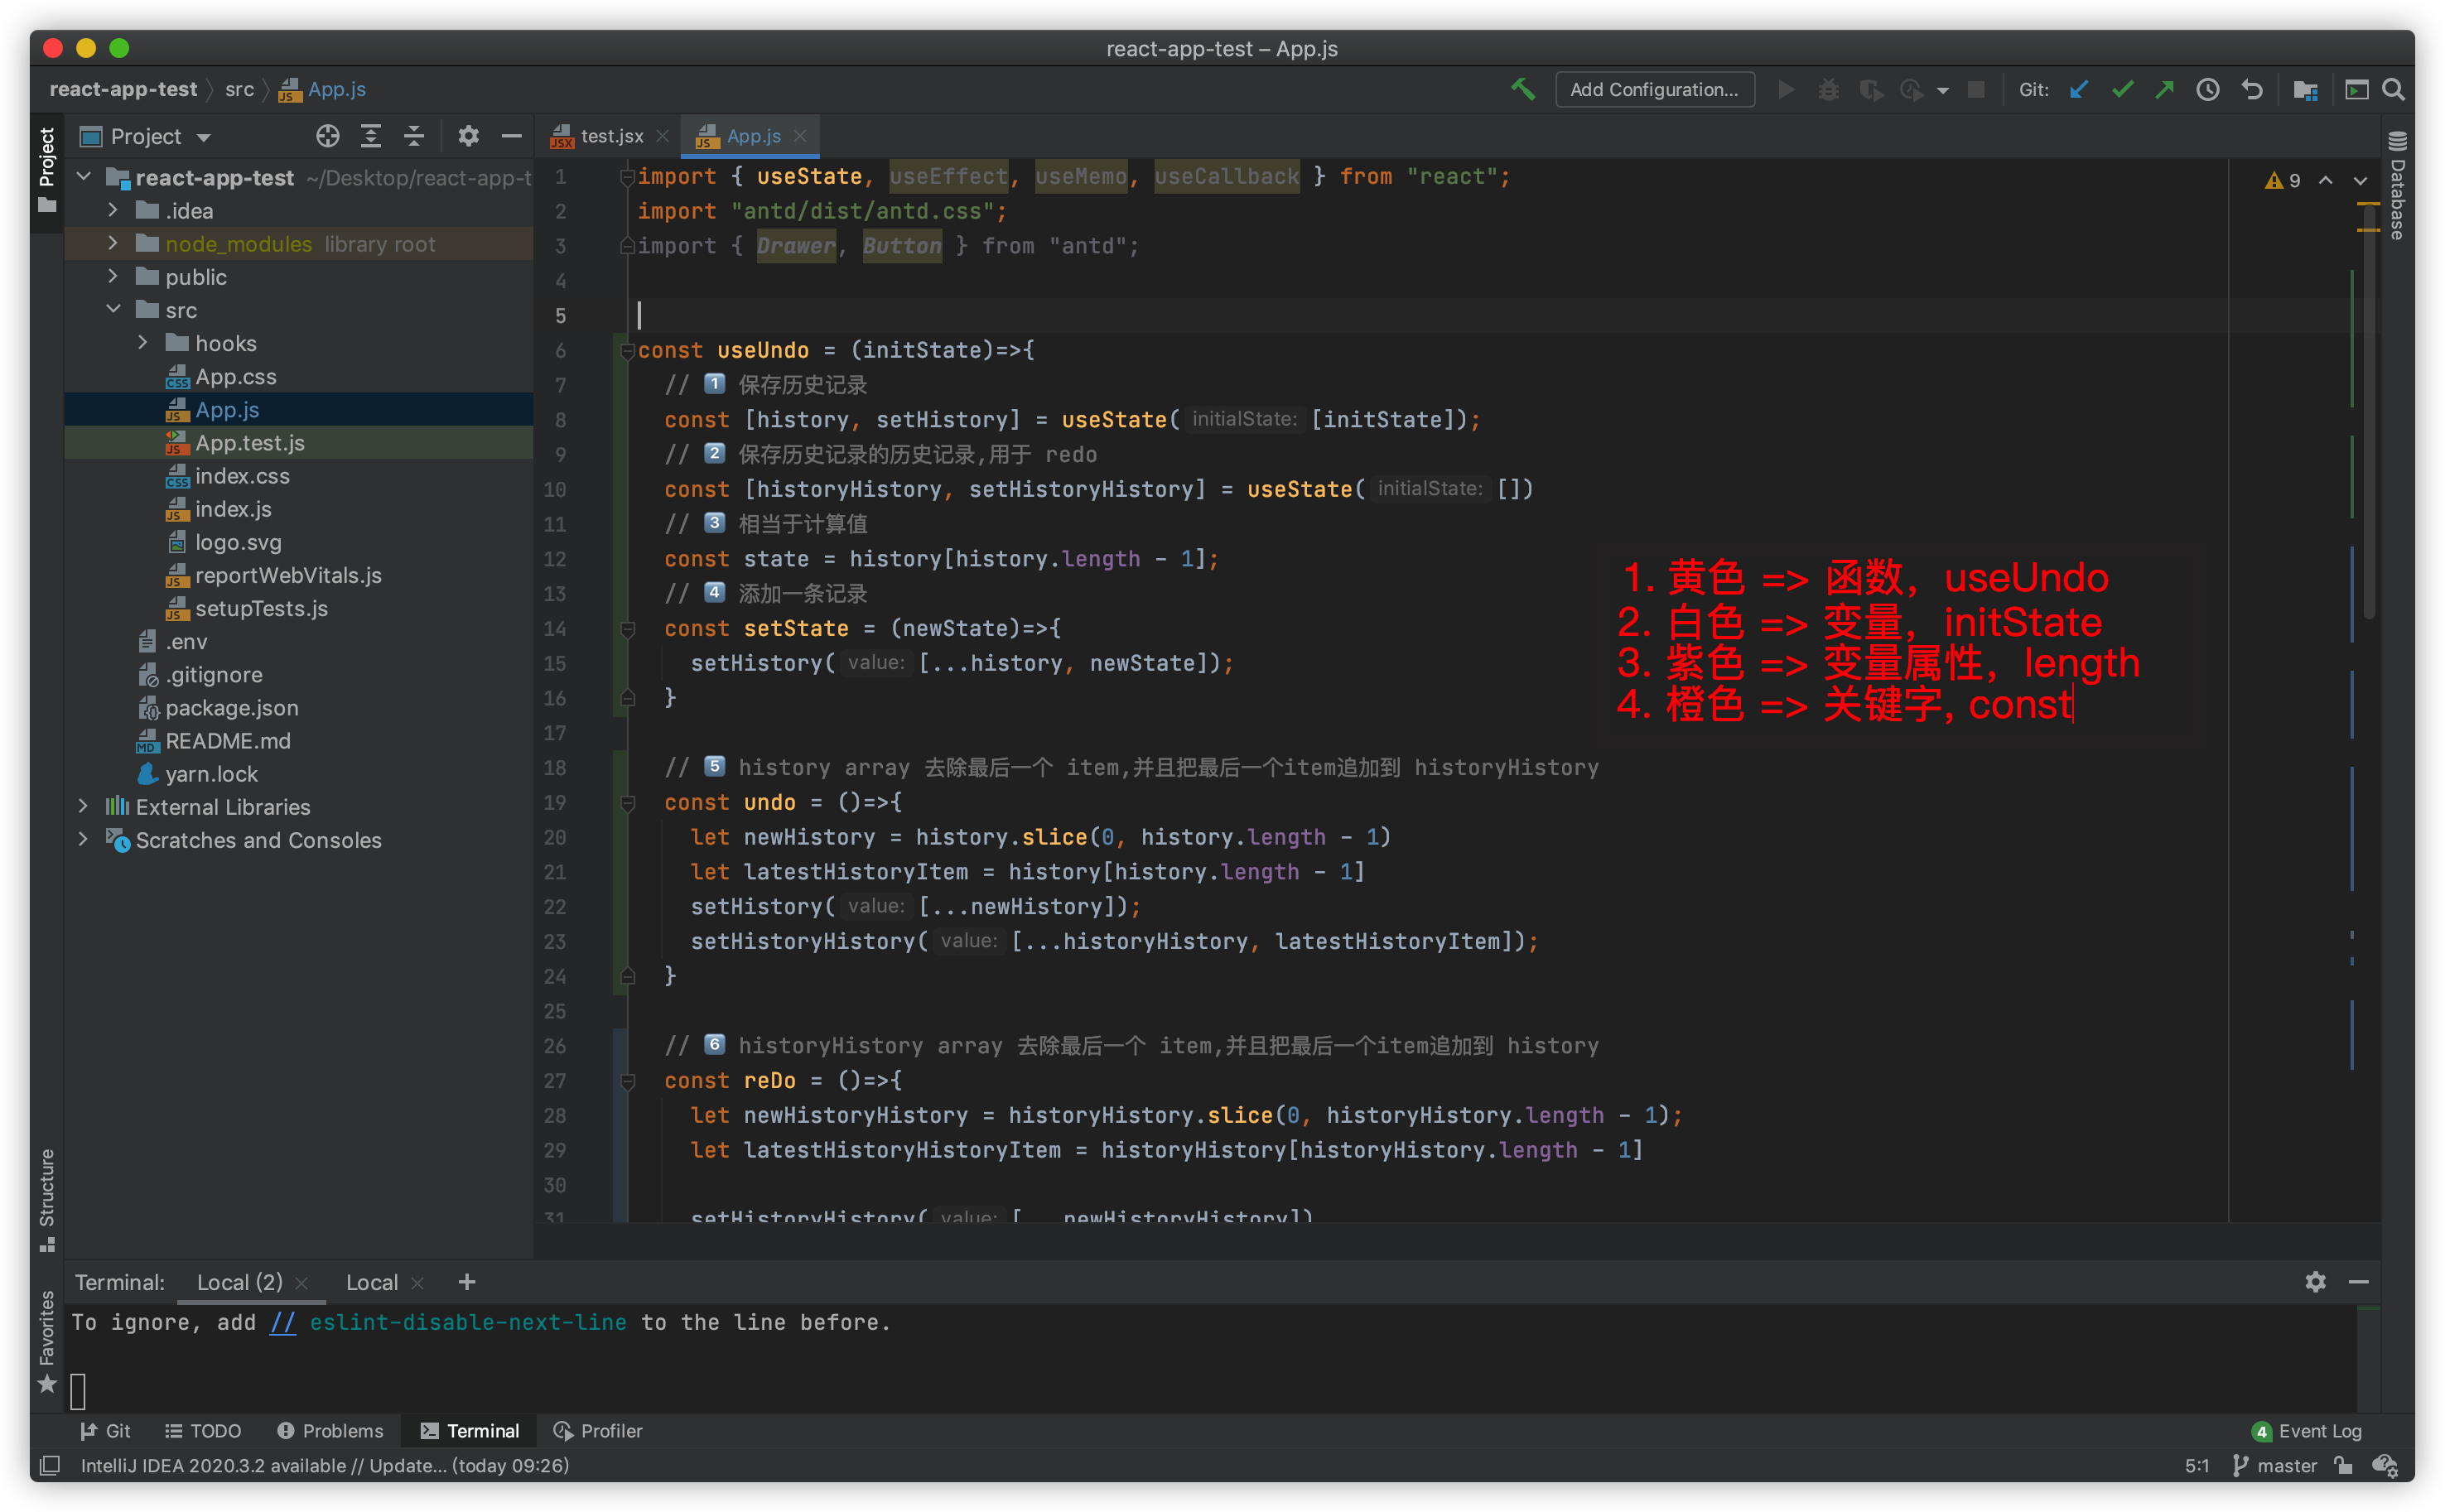 react-app-test – App.js
react-app-test src App.js
Add Configuration... Git:
Project
Project
test.jsx App.js
react-app-test ~/Desktop/react-app-t
.idea
node_modules library root
public
src
hooks
App.css
App.js
App.test.js
index.css
index.js
logo.svg
reportWebVitals.js
setupTests.js
.env
.gitignore
package.json
README.md
yarn.lock
External Libraries
Scratches and Consoles
Structure
Favorites
9
Database
1 import { useState, useEffect, useMemo, useCallback } from "react";
2 import "antd/dist/antd.css";
3 import { Drawer, Button } from "antd";
4
5
6 const useUndo = (initState)=>{
7 // 1 保存历史记录
8 const [history, setHistory] = useState( initialState: [initState]);
9 // 2 保存历史记录的历史记录,用于 redo
10 const [historyHistory, setHistoryHistory] = useState( initialState: [])
11 // 3 相当于计算值
12 const state = history[history.length - 1];
13 // 4 添加一条记录
14 const setState = (newState)=>{
15 setHistory( value: [...history, newState]);
16 }
17
18 // 5 history array 去除最后一个 item,并且把最后一个item追加到 historyHistory
19 const undo = ()=>{
20 let newHistory = history.slice(0, history.length - 1)
21 let latestHistoryItem = history[history.length - 1]
22 setHistory( value: [...newHistory]);
23 setHistoryHistory( value: [...historyHistory, latestHistoryItem]);
24 }
25
26 // 6 historyHistory array 去除最后一个 item,并且把最后一个item追加到 history
27 const reDo = ()=>{
28 let newHistoryHistory = historyHistory.slice(0, historyHistory.length - 1);
29 let latestHistoryHistoryItem = historyHistory[historyHistory.length - 1]
30
31 setHistoryHistory( value: [...newHistoryHistory])
1. 黄色 => 函数，useUndo
2. 白色 => 变量，initState
3. 紫色 => 变量属性，length
4. 橙色 => 关键字, const
Terminal: Local (2) Local +
To ignore, add // eslint-disable-next-line to the line before.
Git TODO Problems Terminal Profiler 4 Event Log
IntelliJ IDEA 2020.3.2 available // Update... (today 09:26) 5:1 master